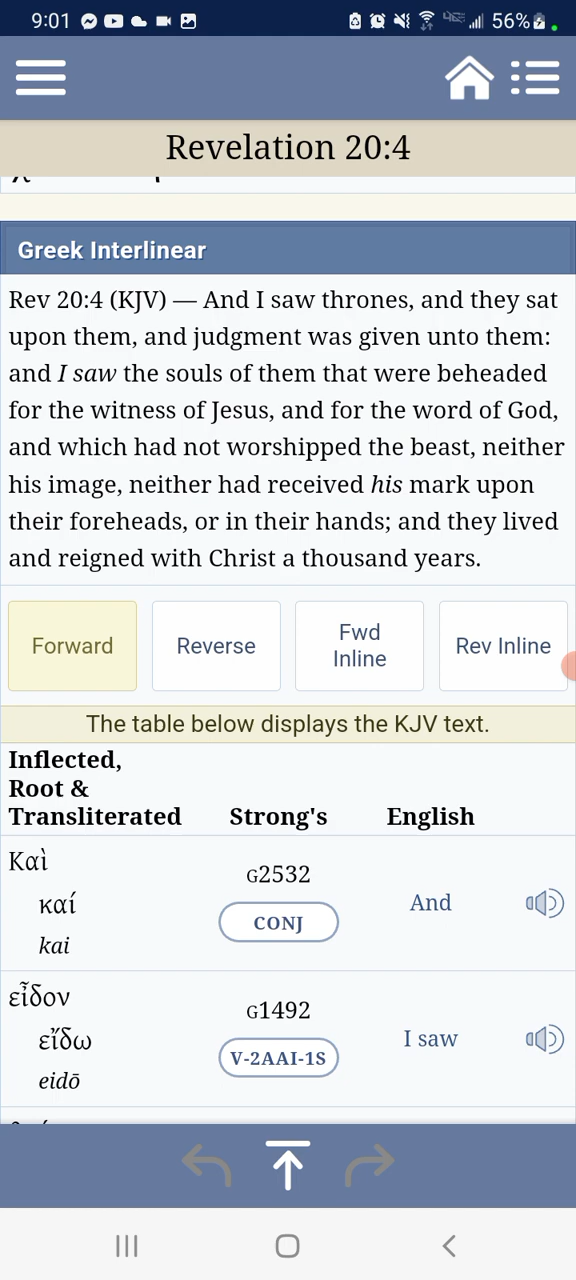 9:01
56%
Revelation 20:4
Greek Interlinear
Rev 20:4 (KJV) — And I saw thrones, and they sat
upon them, and judgment was given unto them:
and I saw the souls of them that were beheaded
for the witness of Jesus, and for the word of God,
and which had not worshipped the beast, neither
his image, neither had received his mark upon
their foreheads, or in their hands; and they lived
and reigned with Christ a thousand years.
Forward
Reverse
Fwd
Inline
Rev Inline
The table below displays the KJV text.
Inflected,
Root &
Transliterated
Strong's
English
Καὶ
καί
kai
G2532
CONJ
And
εἶδον
εἴδω
eidō
G1492
V-2AAI-1S
I saw